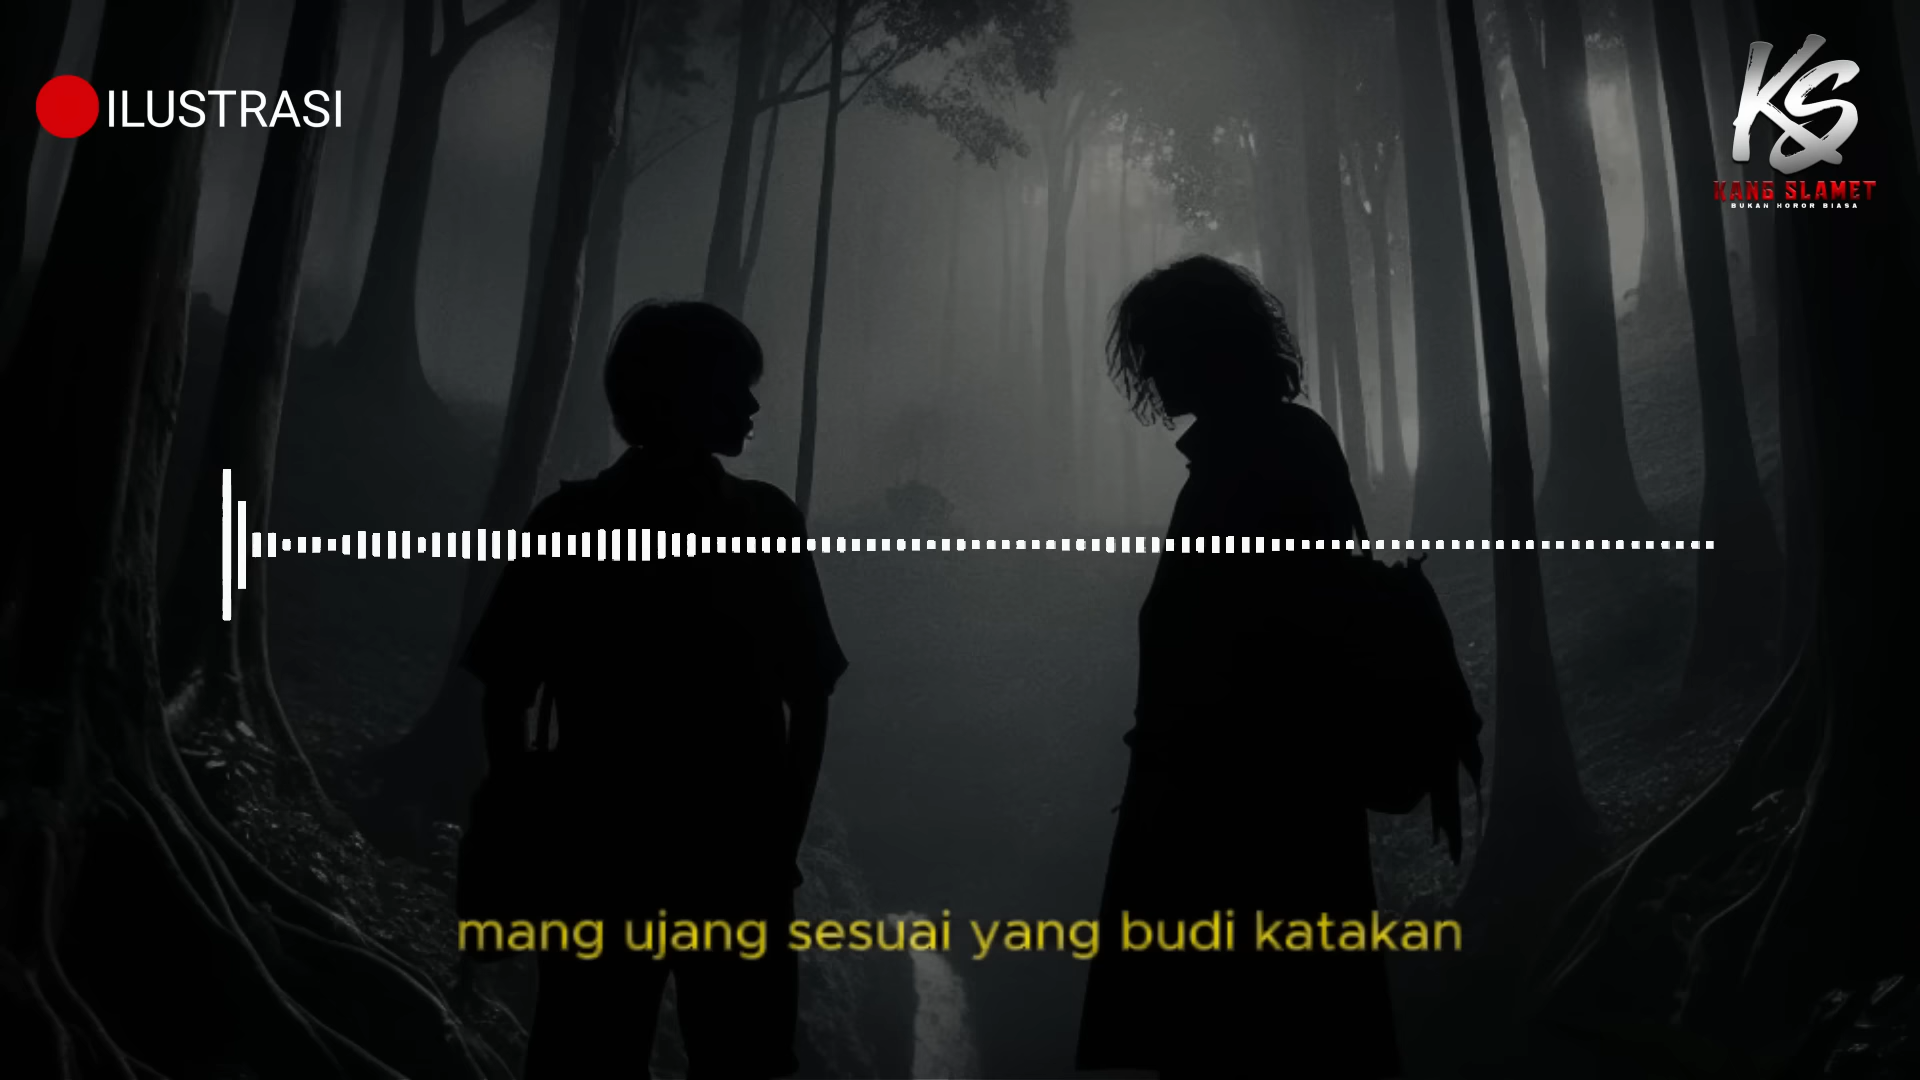 ILUSTRASI
KS
KANG SLAMET
BUKAN HOROR BIASA
mang ujang sesuai yang budi katakan